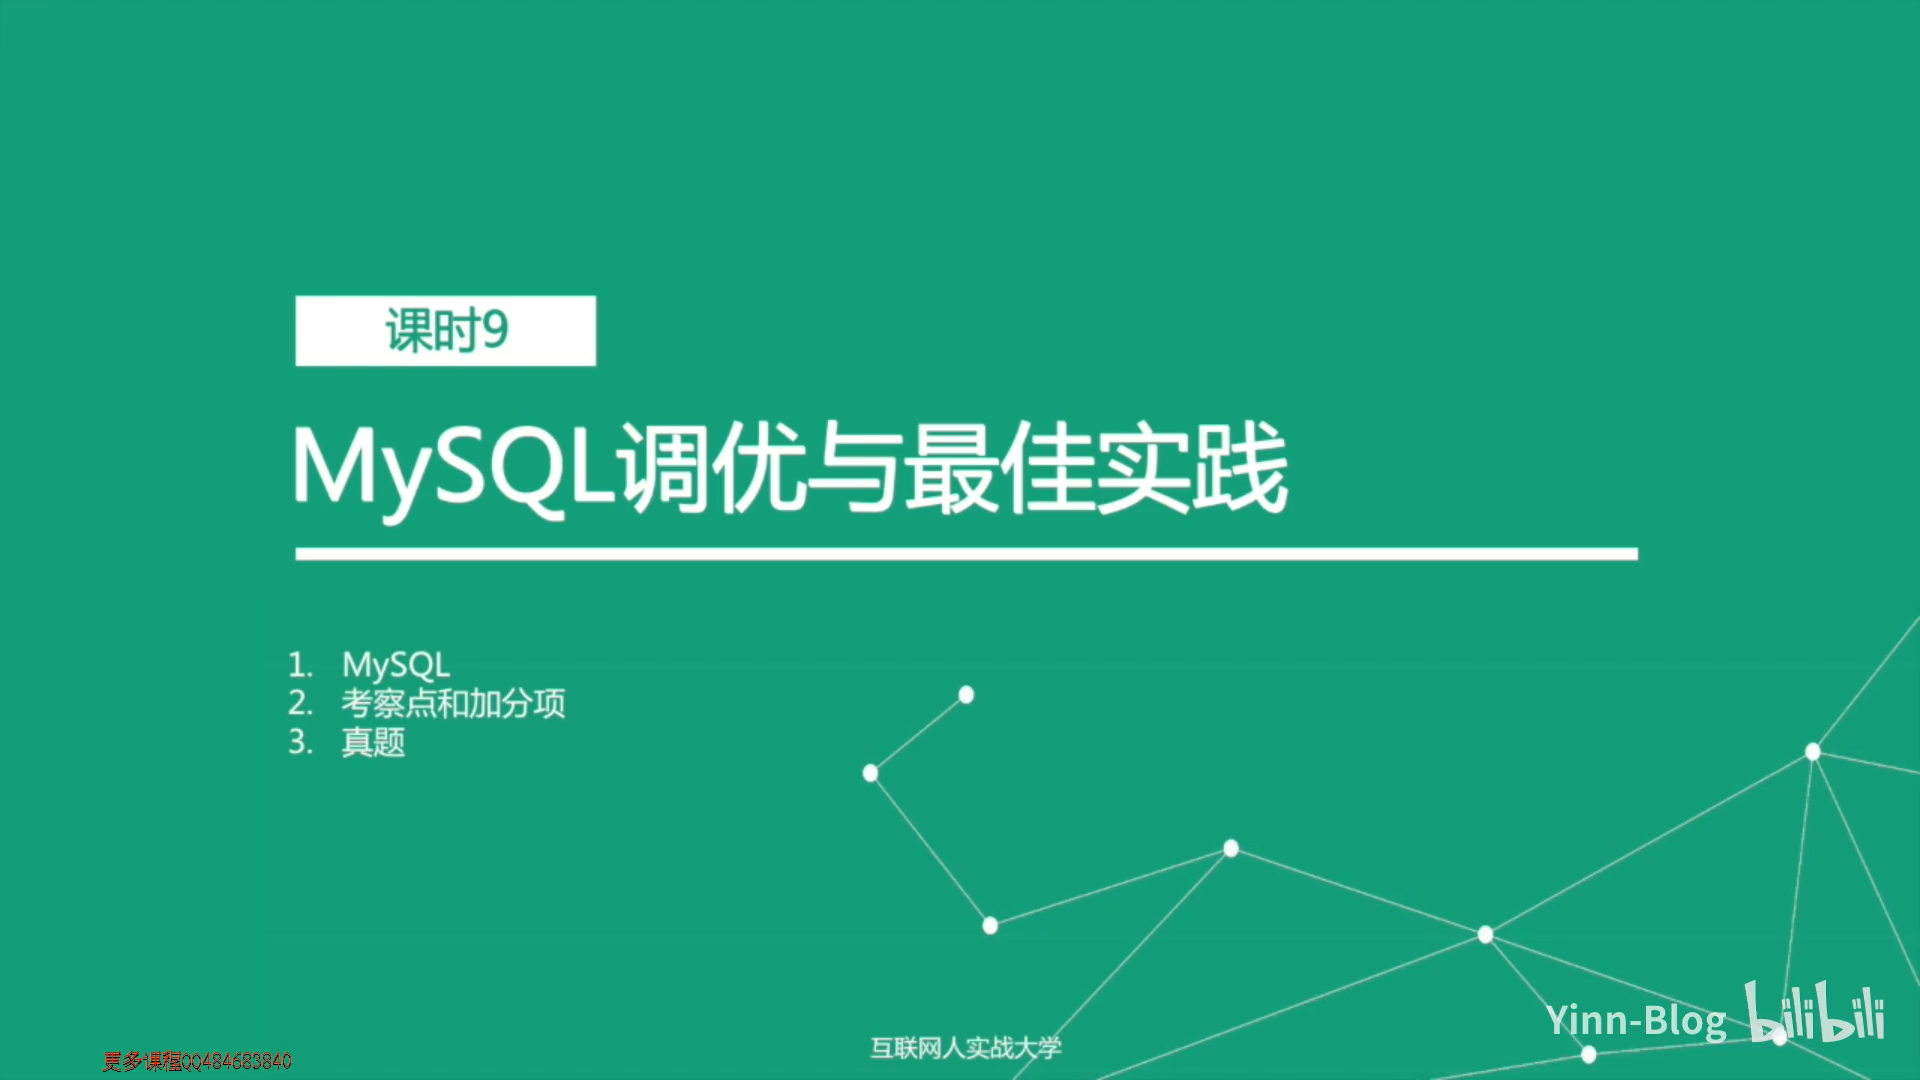 课时9
MySQL调优与最佳实践
1. MySQL
2. 考察点和加分项
3. 真题
Yinn-Blog bilibili
互联网人实战大学
更多课程QQ484683840